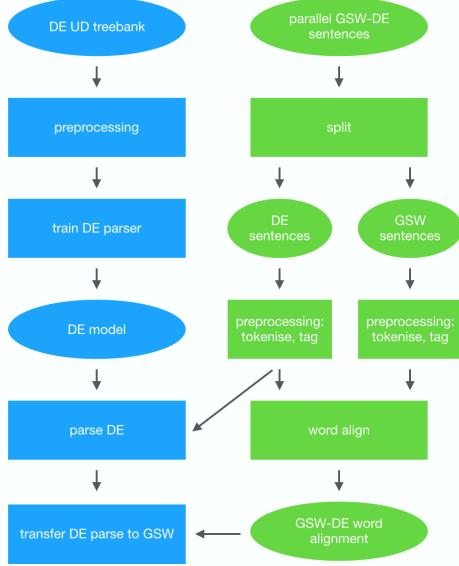 DE UD treebank
parallel GSW-DE
sentences
preprocessing
split
train DE parser
DE
sentences
GSW
sentences
DE model
preprocessing:
tokenise, tag
preprocessing:
tokenise, tag
parse DE
word align
transfer DE parse to GSW
GSW-DE word
alignment